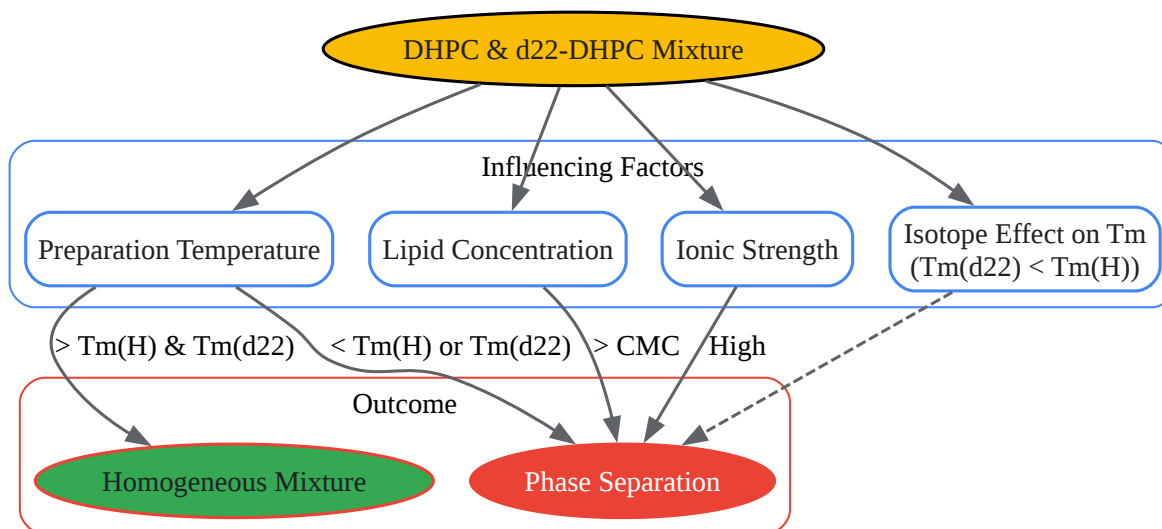 DHPC & d22-DHPC Mixture
Influencing Factors
Preparation Temperature
Lipid Concentration
Ionic Strength
Isotope Effect on Tm
(Tm(d22) < Tm(H))
> Tm(H) & Tm(d22)
< Tm(H) or Tm(d22)
> CMC
High
Outcome
Homogeneous Mixture
Phase Separation